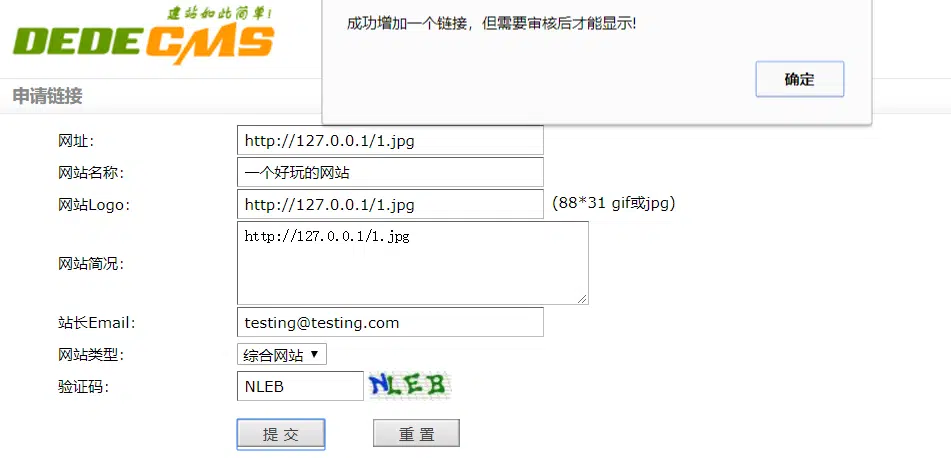 建站如此简单!
DEDECMS
成功增加一个链接，但需要审核后才能显示!
确定
申请链接
网址: http://127.0.0.1/1.jpg
网站名称: 一个好玩的网站
网站Logo: http://127.0.0.1/1.jpg (88*31 gif或jpg)
http://127.0.0.1/1.jpg
网站简况:
站长Email: testing@testing.com
网站类型: 综合网站
验证码: NLEB NLEB
提 交 重 置